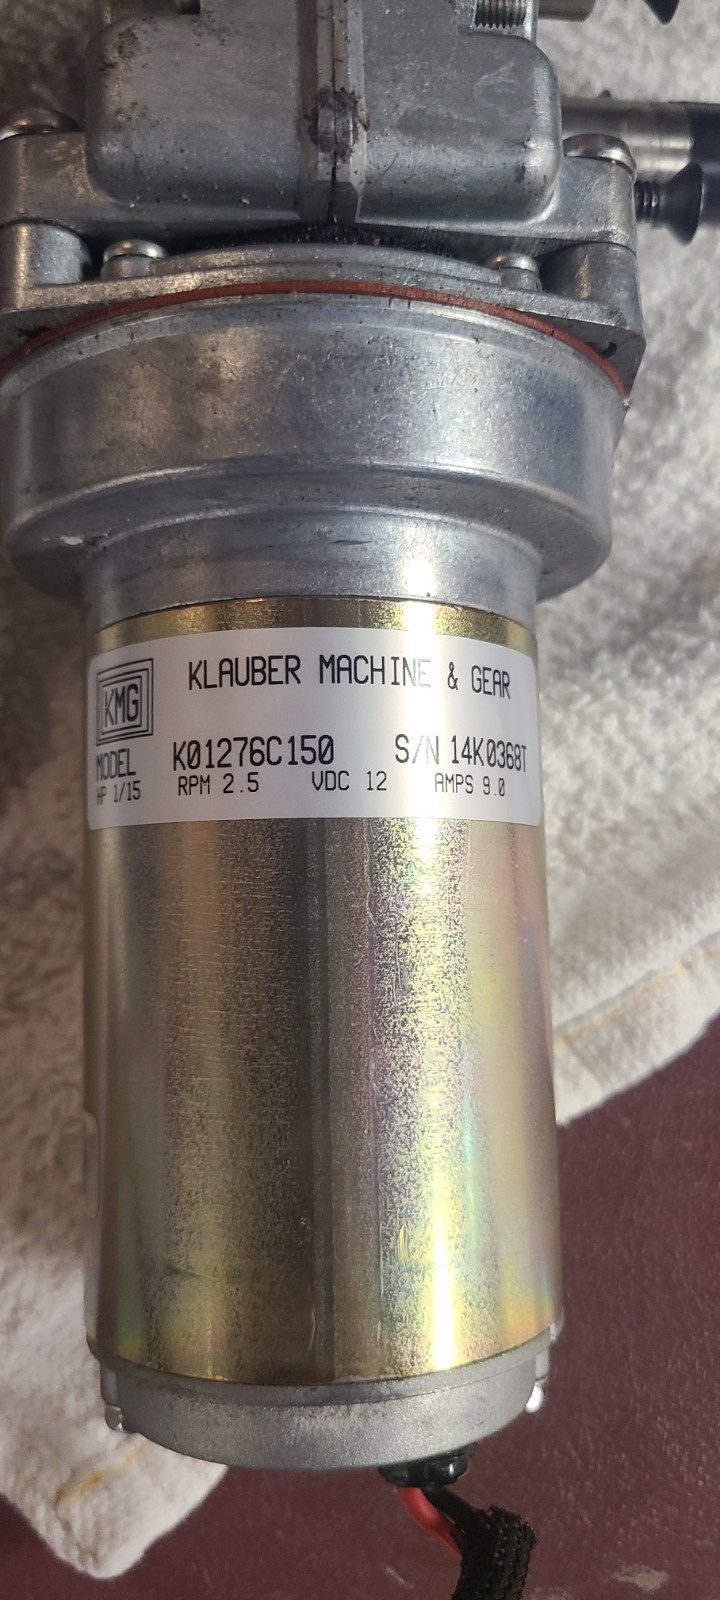 KMG
KLAUBER MACHINE & GEAR
MODEL K01276C150 S/N 14K0368T
HP 1/15 RPM 2.5 VDC 12 AMPS 9.0